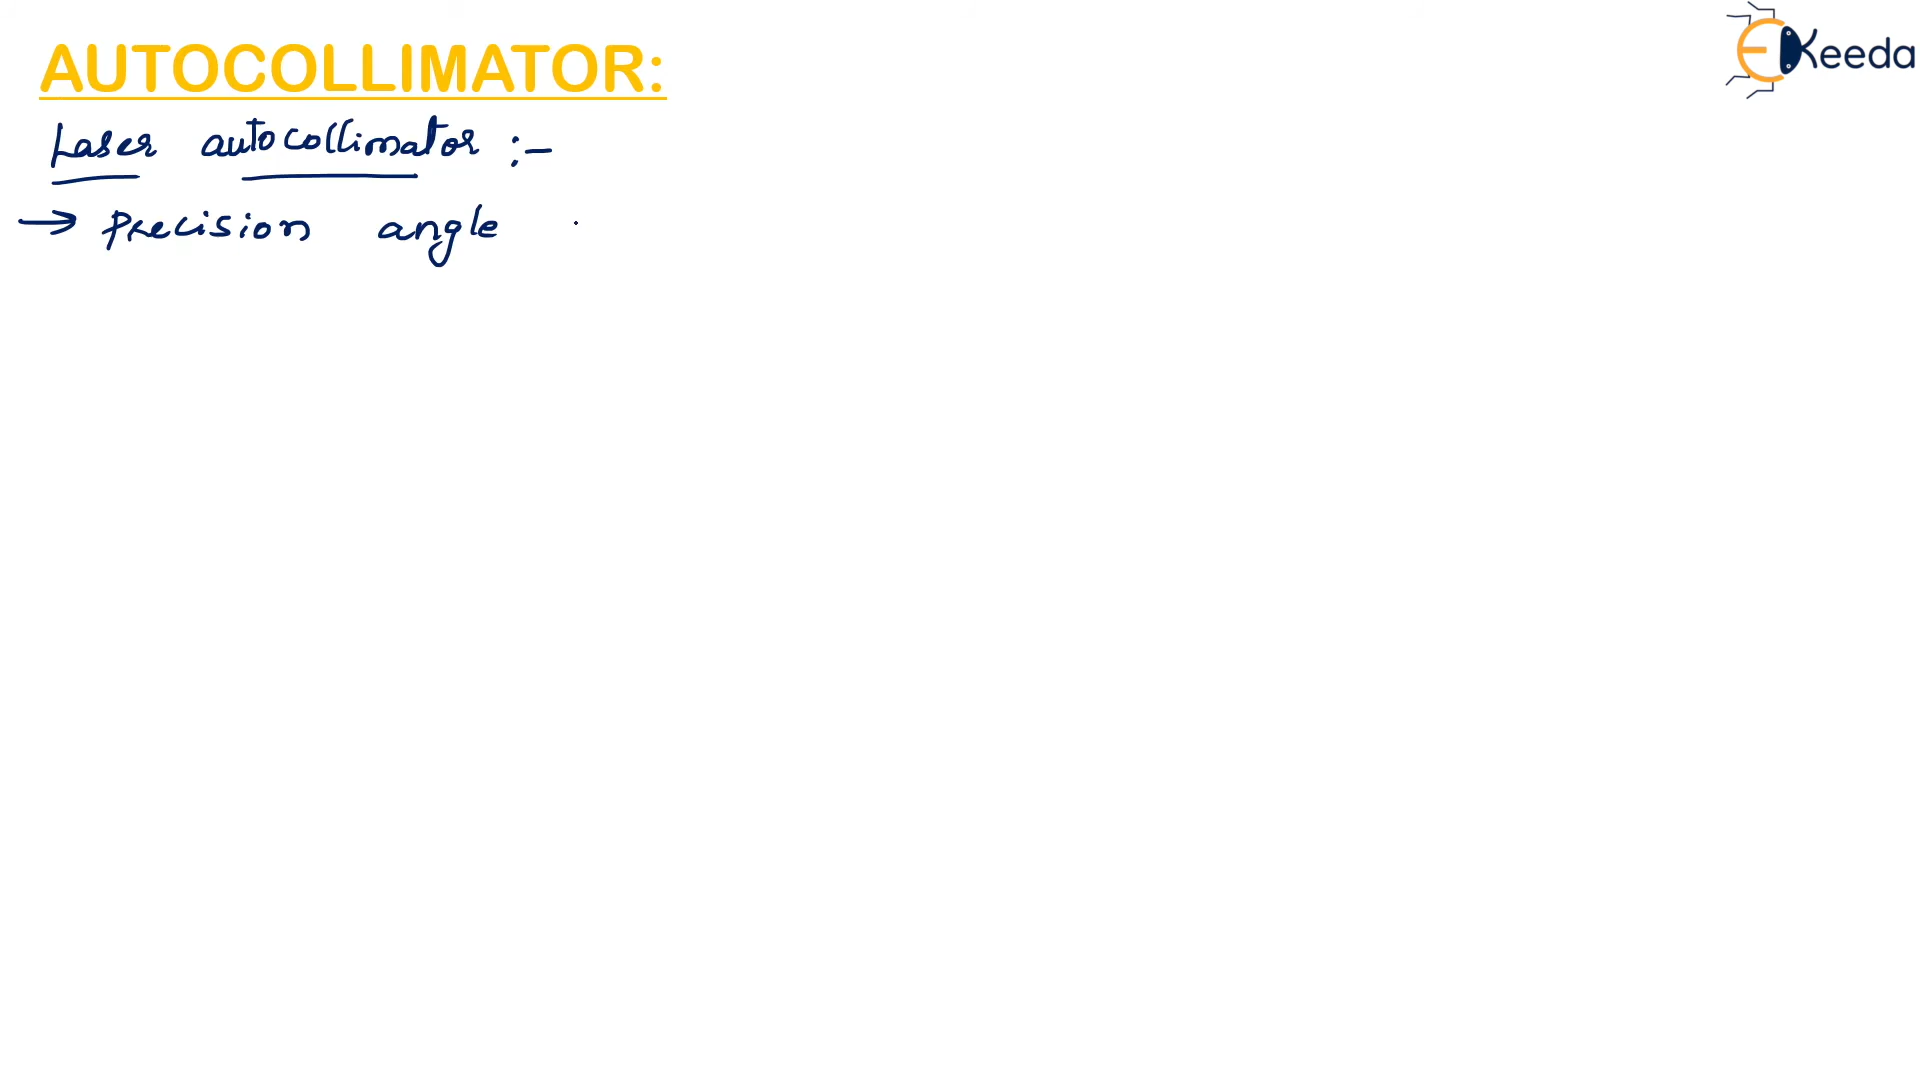 AUTOCOLLIMATOR:
EKeeda
Laser autocollimator :-
→ Precision angle